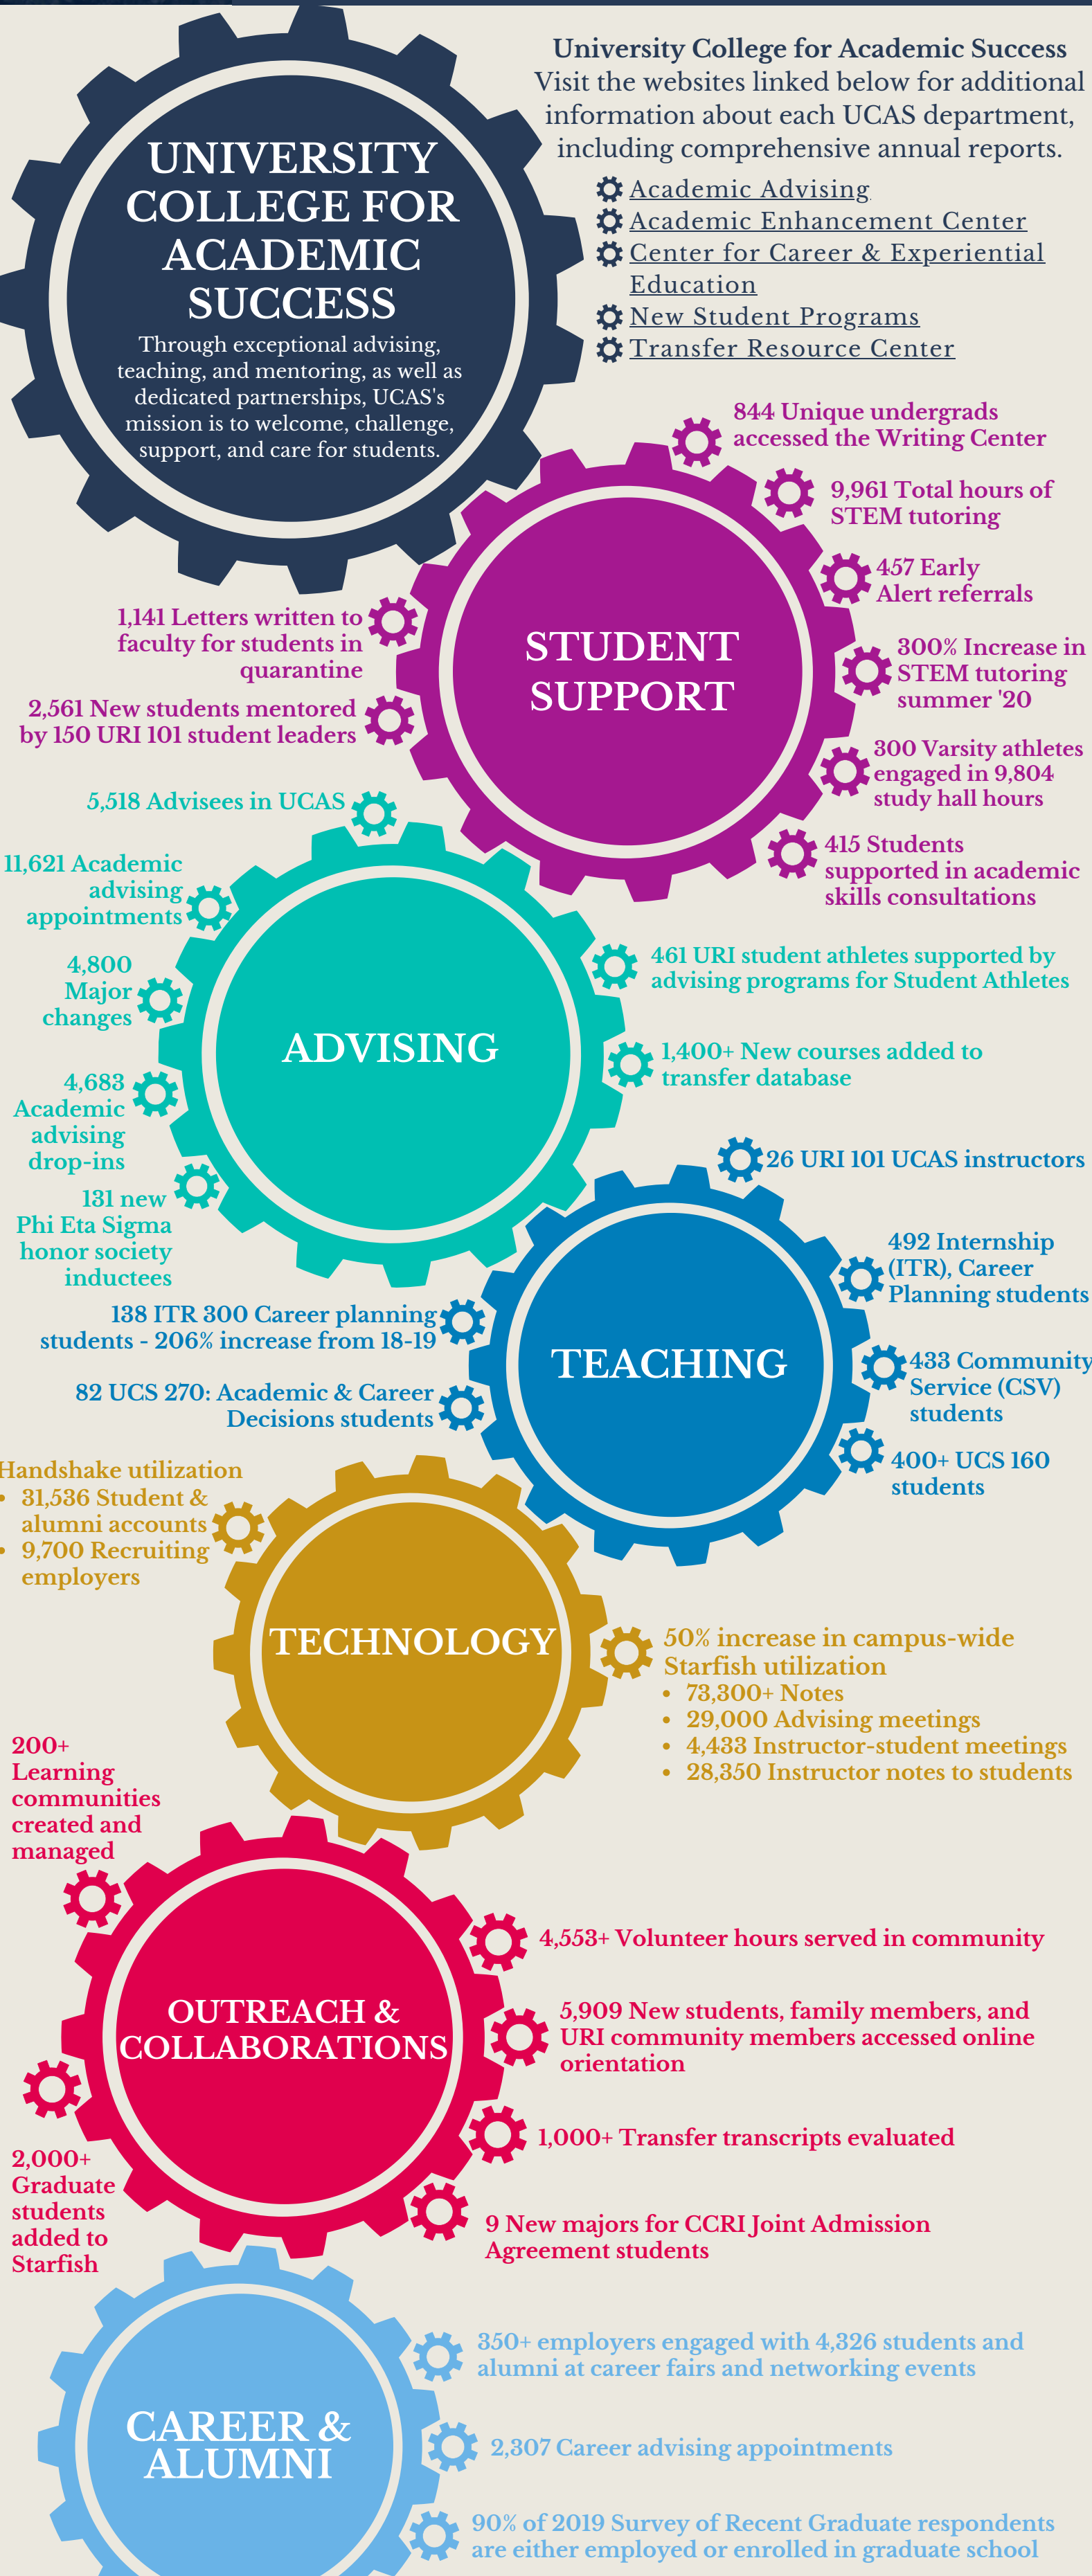 UNIVERSITY
COLLEGE FOR
ACADEMIC
SUCCESS
Through exceptional advising,
teaching, and mentoring, as well as
dedicated partnerships, UCAS's
mission is to welcome, challenge,
support, and care for students.
University College for Academic Success
Visit the websites linked below for additional
information about each UCAS department,
including comprehensive annual reports.
Academic Advising
Academic Enhancement Center
Center for Career & Experiential
Education
New Student Programs
Transfer Resource Center
STUDENT
SUPPORT
844 Unique undergrads
accessed the Writing Center
9,961 Total hours of
STEM tutoring
457 Early
Alert referrals
300% Increase in
STEM tutoring
summer '20
300 Varsity athletes
engaged in 9,804
study hall hours
415 Students
supported in academic
skills consultations
1,141 Letters written to
faculty for students in
quarantine
2,561 New students mentored
by 150 URI 101 student leaders
ADVISING
5,518 Advisees in UCAS
11,621 Academic
advising
appointments
4,800
Major
changes
4,683
Academic
advising
drop-ins
131 new
Phi Eta Sigma
honor society
inductees
461 URI student athletes supported by
advising programs for Student Athletes
1,400+ New courses added to
transfer database
TEACHING
26 URI 101 UCAS instructors
492 Internship
(ITR), Career
Planning students
433 Community
Service (CSV)
students
400+ UCS 160
students
138 ITR 300 Career planning
students - 206% increase from 18-19
82 UCS 270: Academic & Career
Decisions students
TECHNOLOGY
Handshake utilization
• 31,536 Student &
alumni accounts
• 9,700 Recruiting
employers
50% increase in campus-wide
Starfish utilization
• 73,300+ Notes
• 29,000 Advising meetings
• 4,433 Instructor-student meetings
• 28,350 Instructor notes to students
OUTREACH &
COLLABORATIONS
200+
Learning
communities
created and
managed
2,000+
Graduate
students
added to
Starfish
4,553+ Volunteer hours served in community
5,909 New students, family members, and
URI community members accessed online
orientation
1,000+ Transfer transcripts evaluated
9 New majors for CCRI Joint Admission
Agreement students
CAREER &
ALUMNI
350+ employers engaged with 4,326 students and
alumni at career fairs and networking events
2,307 Career advising appointments
90% of 2019 Survey of Recent Graduate respondents
are either employed or enrolled in graduate school